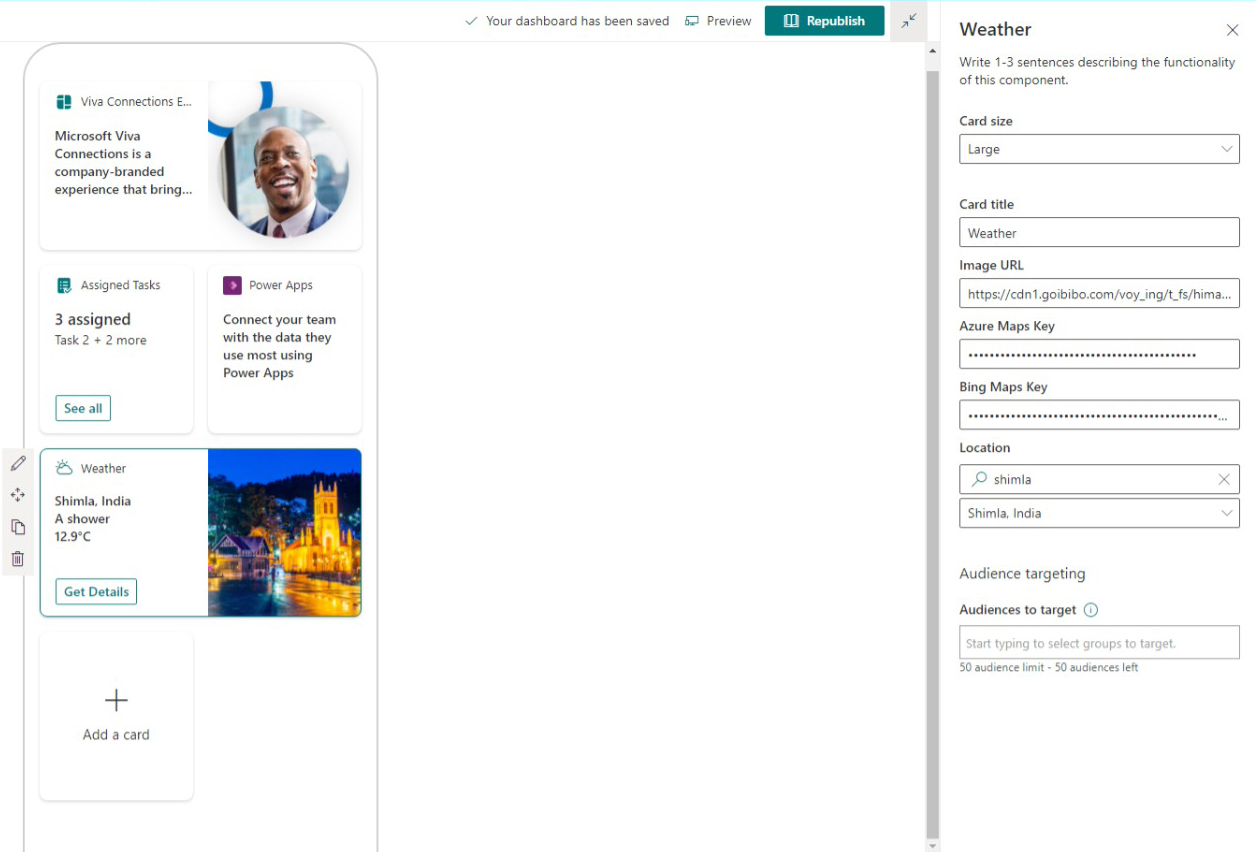 Your dashboard has been saved
Preview
Republish
Viva Connections E...
Microsoft Viva
Connections is a
company-branded
experience that bring...
Assigned Tasks
3 assigned
Task 2 + 2 more
See all
Power Apps
Connect your team
with the data they
use most using
Power Apps
Weather
Shimla, India
A shower
12.9°C
Get Details
Add a card
Weather
Write 1-3 sentences describing the functionality
of this component.
Card size
Large
Card title
Weather
Image URL
https://cdn1.goibibo.com/voy_ing/t_fs/hima...
Azure Maps Key
Bing Maps Key
Location
shimla
Shimla, India
Audience targeting
Audiences to target
Start typing to select groups to target.
50 audience limit - 50 audiences left